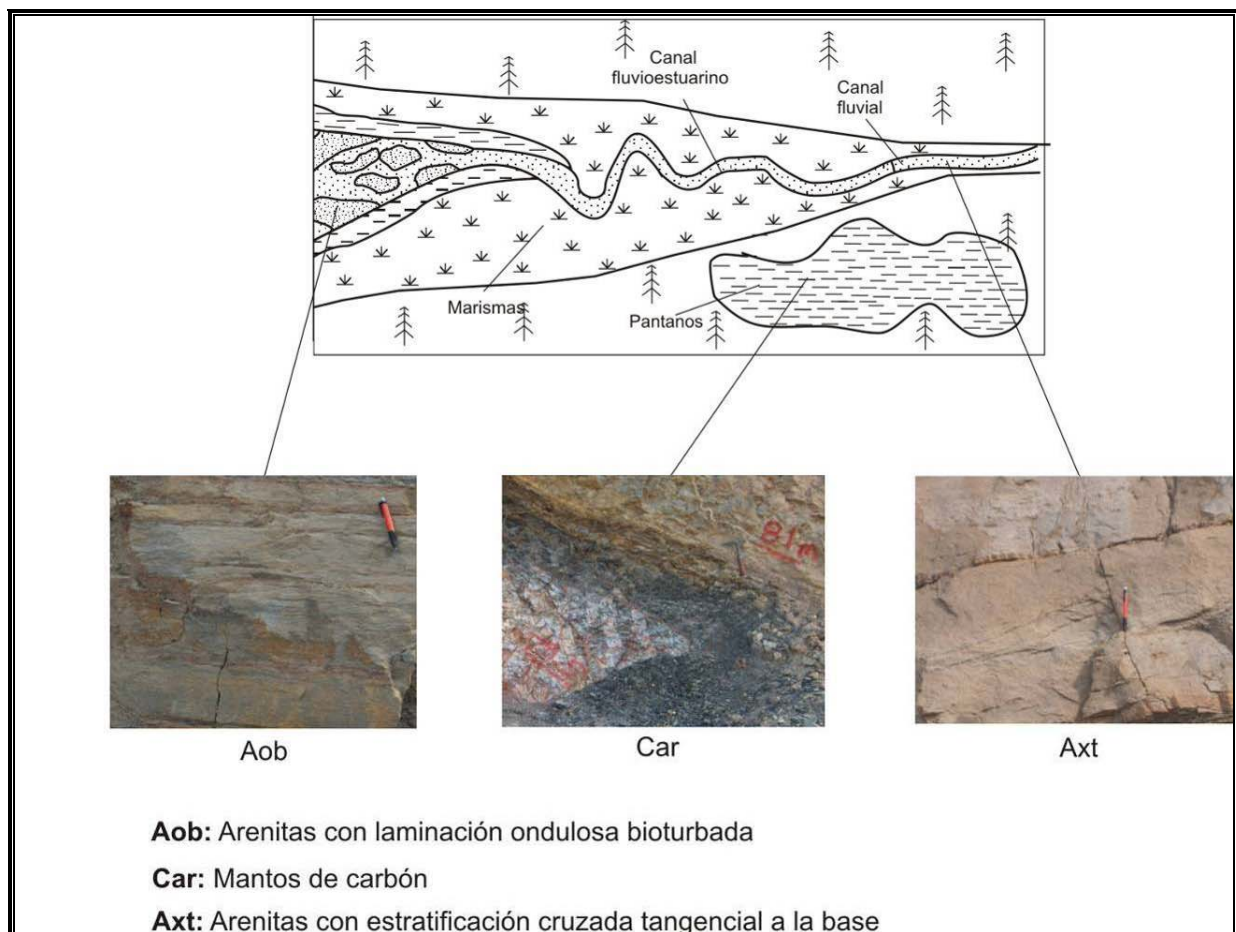 Canal
fluvioestuarino
Canal
fluvial
Marismas
Pantanos
81m
Aob
Car
Axt
Aob: Arenitas con laminación ondulosa bioturbada
Car: Mantos de carbón
Axt: Arenitas con estratificación cruzada tangencial a la base